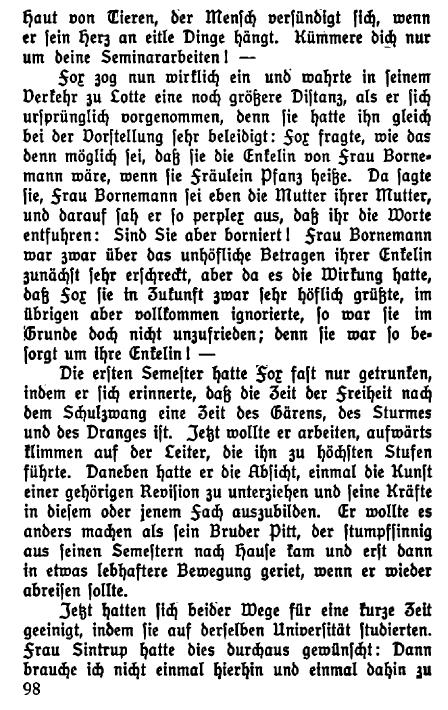 Haut von Tieren, der Mensch versündigt sich, wenn
er sein Herz an eitle Dinge hängt. Kümmere dich nur
um deine Seminararbeiten! —
Fox zog nun wirklich ein und wahrte in seinem
Verkehr zu Lotte eine noch größere Distanz, als er sich
ursprünglich vorgenommen, denn sie hatte ihn gleich
bei der Vorstellung sehr beleidigt: Fox fragte, wie das
denn möglich sei, daß sie die Enkelin von Frau Borne-
mann wäre, wenn sie Fräulein Pfanz heiße. Da sagte
sie, Frau Bornemann sei eben die Mutter ihrer Mutter,
und darauf sah er so perplex aus, daß ihr die Worte
entfuhren: Sind Sie aber borniert! Frau Bornemann
war zwar über das unhöfliche Betragen ihrer Enkelin
zunächst sehr erschreckt, aber da es die Wirkung hatte,
daß Fox sie in Zukunft zwar sehr höflich grüßte, im
übrigen aber vollkommen ignorierte, so war sie im
Grunde doch nicht unzufrieden; denn sie war so be-
sorgt um ihre Enkelin! —
Die ersten Semester hatte Fox fast nur getrunken,
indem er sich erinnerte, daß die Zeit der Freiheit nach
dem Schulzwang eine Zeit des Gärens, des Sturmes
und des Dranges ist. Jetzt wollte er arbeiten, aufwärts
klimmen auf der Leiter, die ihn zu höchsten Stufen
führte. Daneben hatte er die Absicht, einmal die Kunst
einer gehörigen Revision zu unterziehen und seine Kräfte
in diesem oder jenem Fach auszubilden. Er wollte es
anders machen als sein Bruder Pitt, der stumpfsinnig
aus seinen Semestern nach Hause kam und erst dann
in etwas lebhaftere Bewegung geriet, wenn er wieder
abreisen sollte.
Jetzt hatten sich beider Wege für eine kurze Zeit
geeinigt, indem sie auf derselben Universität studierten.
Frau Sintrup hatte dies durchaus gewünscht: Dann
brauche ich nicht einmal hierhin und einmal dahin zu
98